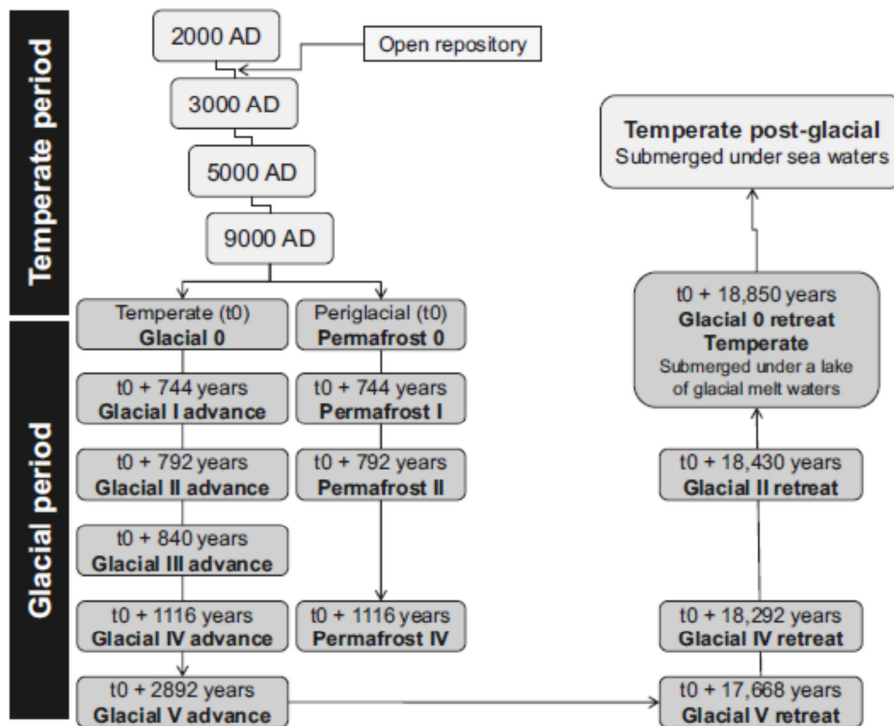 Temperate period
2000 AD
Open repository
3000 AD
5000 AD
9000 AD
Glacial period
Temperate (t0)
Glacial 0
Periglacial (t0)
Permafrost 0
t0 + 744 years
Glacial I advance
t0 + 744 years
Permafrost I
t0 + 792 years
Glacial II advance
t0 + 792 years
Permafrost II
t0 + 840 years
Glacial III advance
t0 + 1116 years
Glacial IV advance
t0 + 1116 years
Permafrost IV
t0 + 2892 years
Glacial V advance
t0 + 17,668 years
Glacial V retreat
t0 + 18,292 years
Glacial IV retreat
t0 + 18,430 years
Glacial II retreat
t0 + 18,850 years
Glacial 0 retreat
Temperate
Submerged under a lake
of glacial melt waters
Temperate post-glacial
Submerged under sea waters